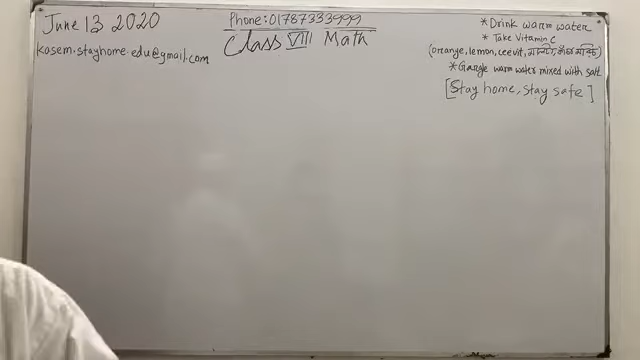 June 13 2020
kasem.stayhome.edu@gmail.com
Phone:01787333999
Class VIII Math
* Drink warm water
* Take Vitamin C
(orange, lemon, ceevit,
* Gargle warm water mixed with salt
[Stay home, stay safe]